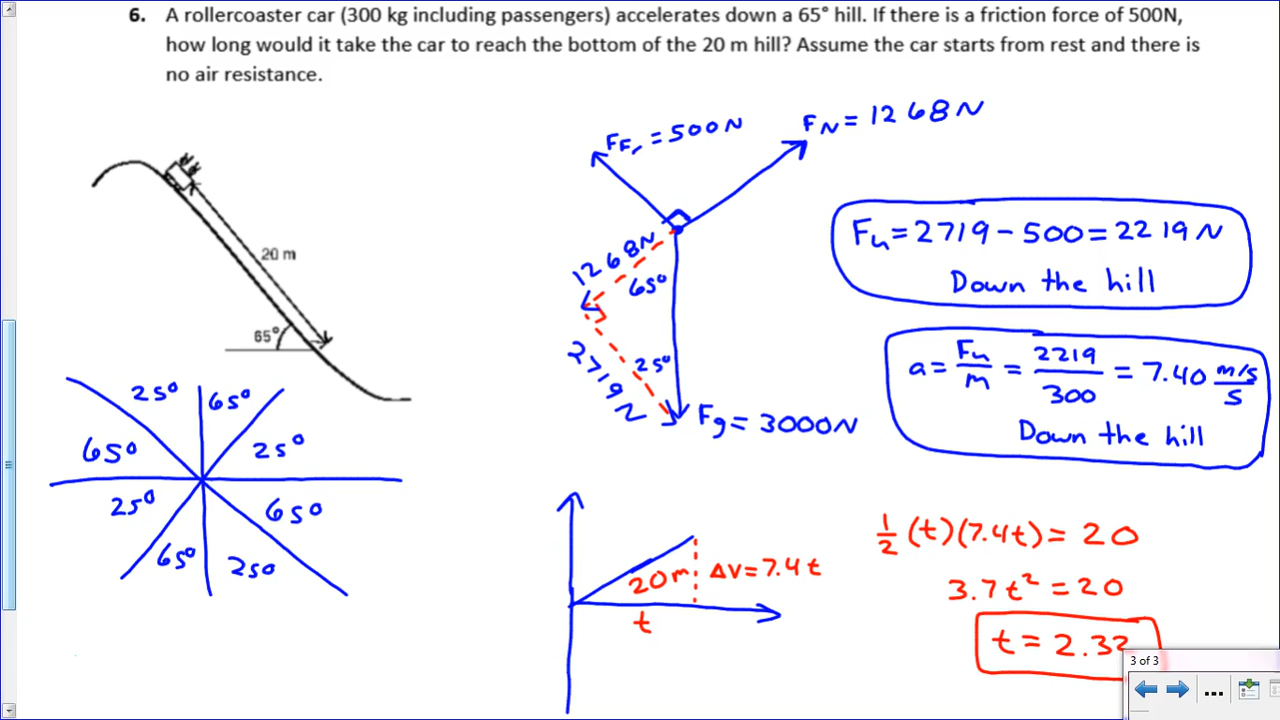 6. A rollercoaster car (300 kg including passengers) accelerates down a 65° hill. If there is a friction force of 500N,
how long would it take the car to reach the bottom of the 20 m hill? Assume the car starts from rest and there is
no air resistance.
20 m
65°
25° 65°
65° 25°
25° 65°
65° 25°
FFr = 500N
FN = 1268N
1268N
65°
25°
2719N
Fg = 3000N
Fn = 2719 - 500 = 2219 N
Down the hill
a = Fn/m = 2219/300 = 7.40 m/s/s
Down the hill
20m
ΔV = 7.4t
t
1/2 (t)(7.4t) = 20
3.7t² = 20
t = 2.32
3 of 3
...